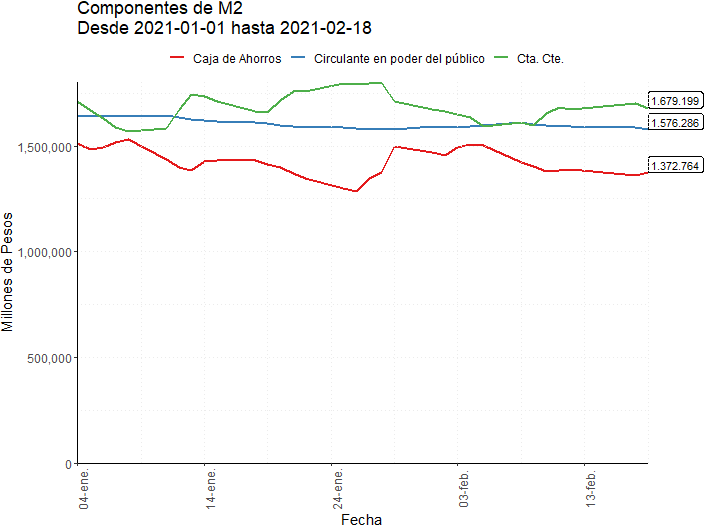 Componentes de M2
Desde 2021-01-01 hasta 2021-02-18
Caja de Ahorros Circulante en poder del público Cta. Cte.
1.679.199
1.576.286
1.372.764
1,500,000
1,000,000
500,000
0
Millones de Pesos
04-ene.
14-ene.
24-ene.
03-feb.
13-feb.
Fecha